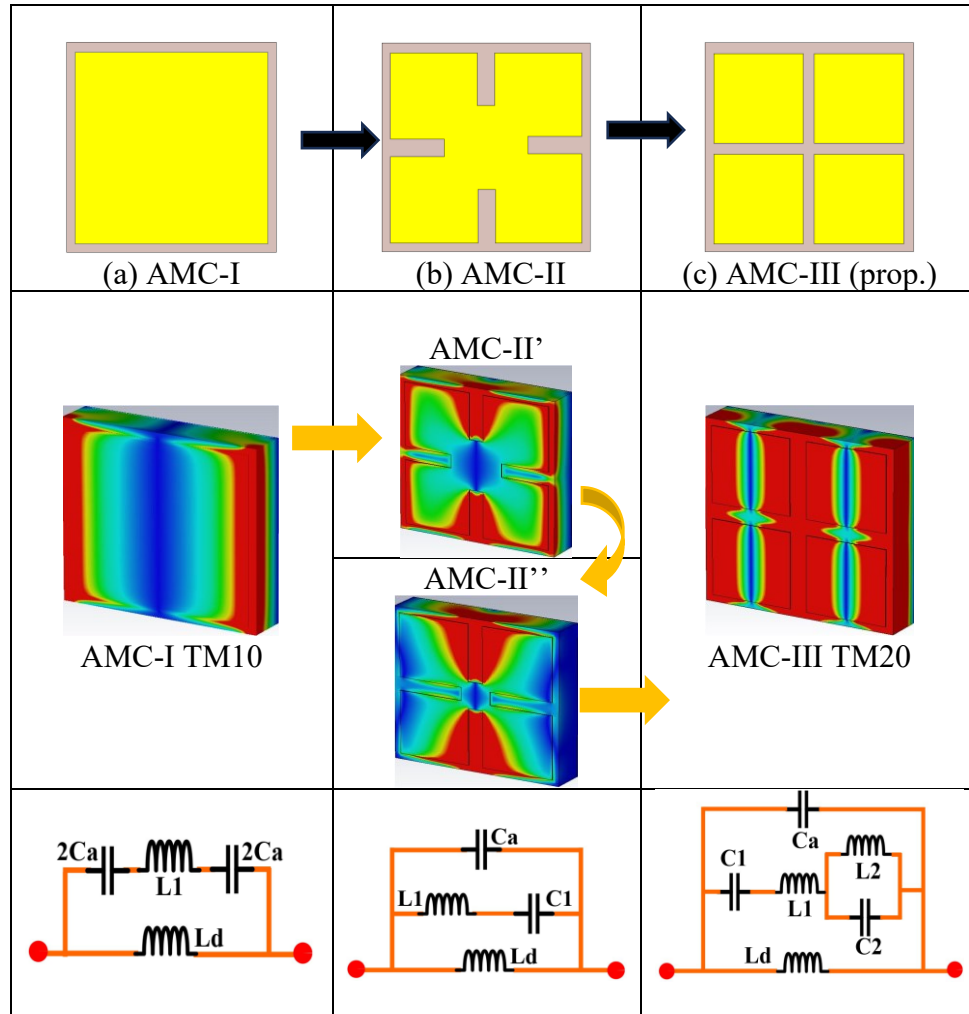 (a) AMC-I
(b) AMC-II
(c) AMC-III (prop.)
AMC-I TM10
AMC-II’
AMC-II’’
AMC-III TM20
2Ca
2Ca
L1
Ld
Ca
L1
C1
Ld
Ca
C1
L2
L1
C2
Ld